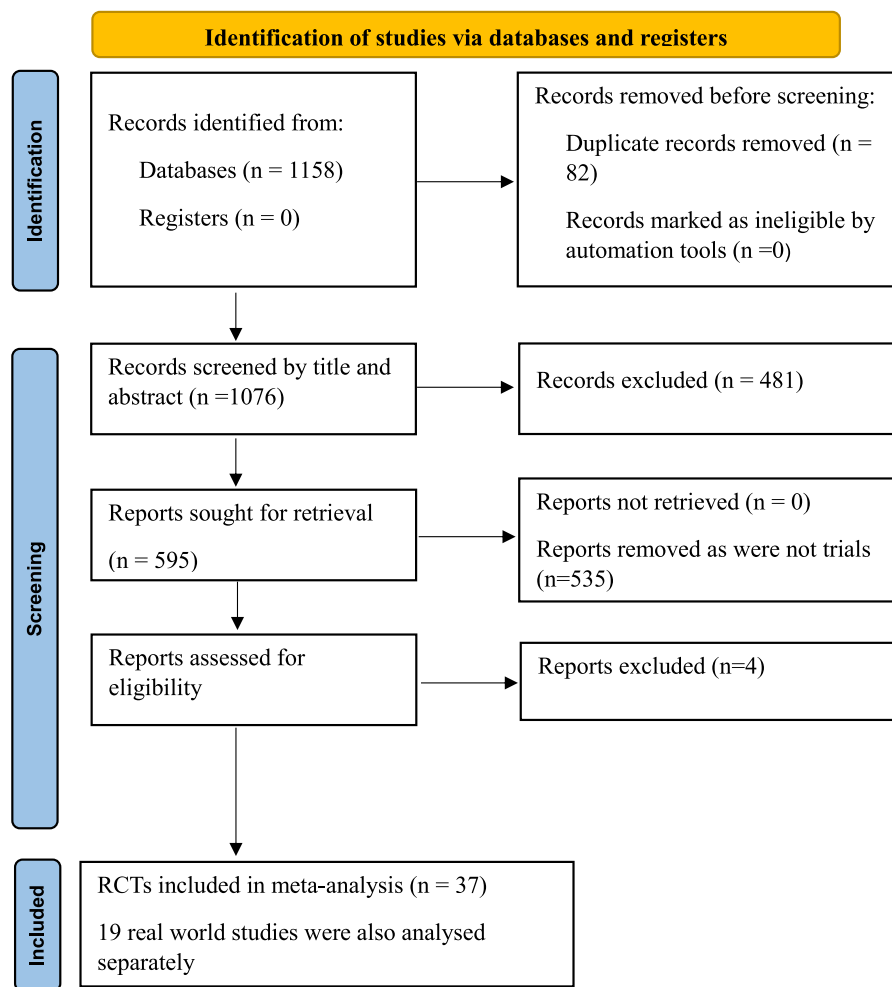 Identification of studies via databases and registers
Identification
Records identified from:
Databases (n = 1158)
Registers (n = 0)
Records removed before screening:
Duplicate records removed (n =
82)
Records marked as ineligible by
automation tools (n =0)
Screening
Records screened by title and
abstract (n =1076)
Records excluded (n = 481)
Reports sought for retrieval
(n = 595)
Reports not retrieved (n = 0)
Reports removed as were not trials
(n=535)
Reports assessed for
eligibility
Reports excluded (n=4)
Included
RCTs included in meta-analysis (n = 37)
19 real world studies were also analysed
separately